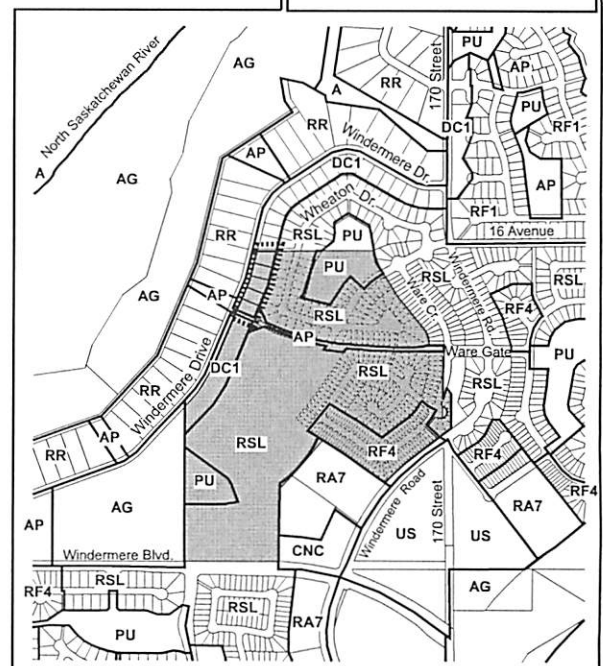 North Saskatchewan River
AG
A
RR
170 Street
PU
AP
PU
RF1
DC1
A
AG
RR
Windermere Dr.
AP
DC1
AP
RF1
16 Avenue
Wheaton Dr.
RR
RSL
PU
PU
RSL
Windermere Rd.
RSL
AG
AP
RSL
Ware Cr.
RF4
AP
Ware Gate
PU
RR
Windermere Drive
DC1
RSL
RSL
RSL
RF4
RF4
RR
AP
PU
RA7
RA7
RF4
AG
Windermere Road
170 Street
US
US
AP
CNC
Windermere Blvd.
RF4
RSL
RSL
AG
PU
RA7